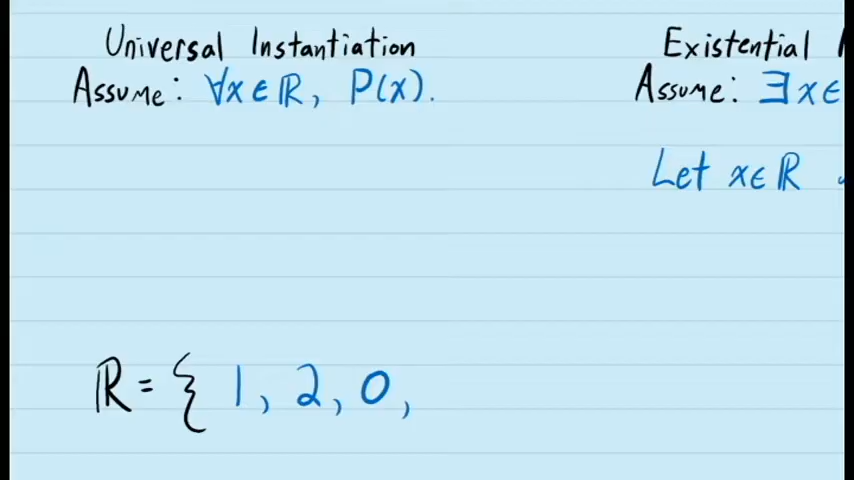 Universal Instantiation
Assume: ∀x∈ℝ, P(x).
Existential
Assume: ∃x∈
Let x∈ℝ
ℝ = { 1, 2, 0,